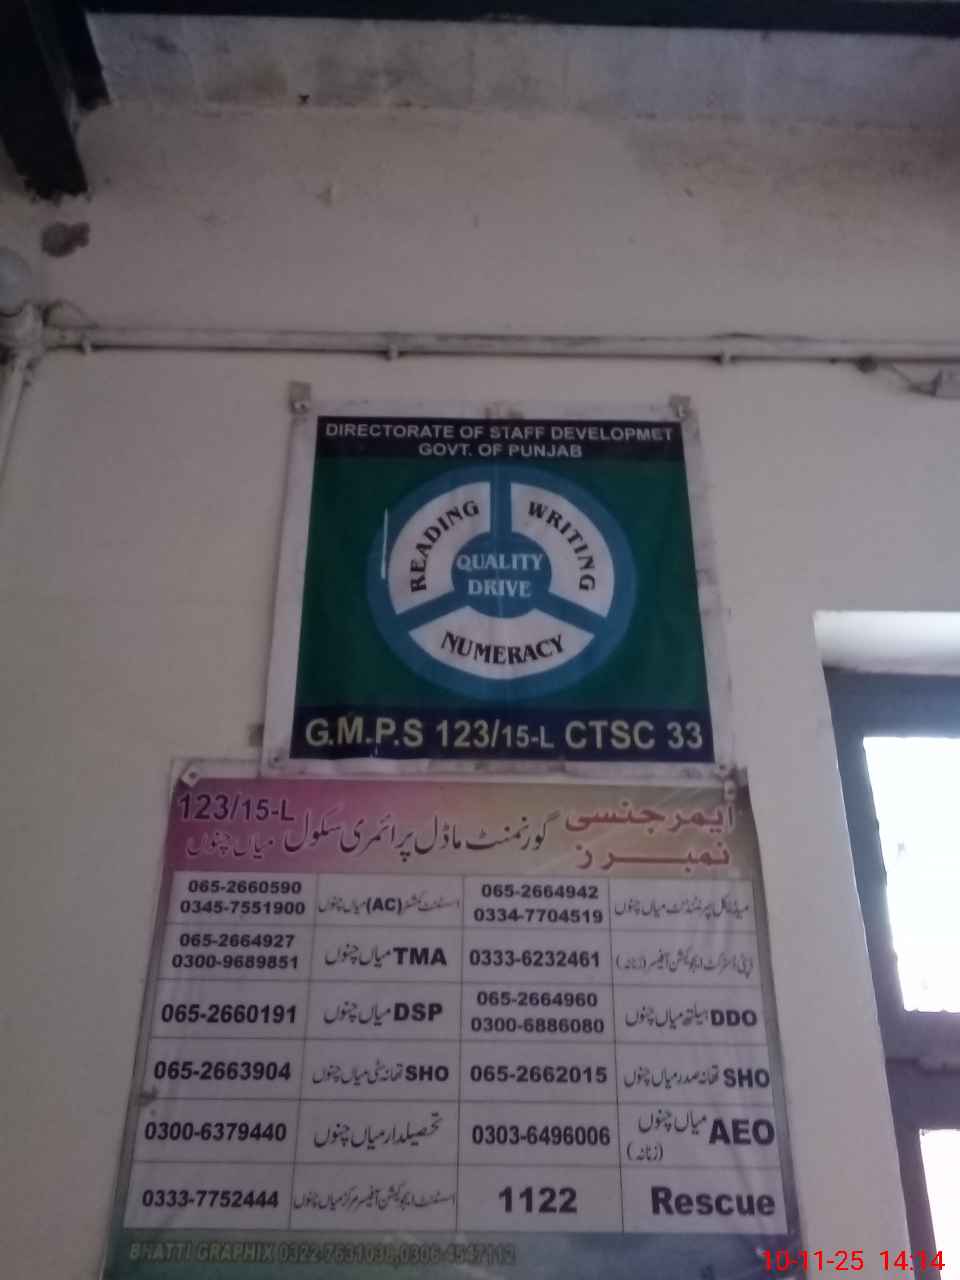 DIRECTORATE OF STAFF DEVELOPMET
GOVT. OF PUNJAB
READING
WRITING
QUALITY
DRIVE
NUMERACY
G.M.P.S 123/15-L CTSC 33
ایمرجنسی نمبرز
گورنمنٹ ماڈل پرائمری سکول 123/15-L میاں چنوں
میڈیکل سپرنٹنڈنٹ میاں چنوں 065-2664942 0334-7704519
اسسٹنٹ کمشنر (AC) میاں چنوں 065-2660590 0345-7551900
ڈپٹی ڈسٹرکٹ ایجوکیشن آفیسر (زنانہ) 0333-6232461
TMA میاں چنوں 065-2664927 0300-9689851
DDO ہیلتھ میاں چنوں 065-2664960 0300-6886080
DSP میاں چنوں 065-2660191
SHO تھانہ صدر میاں چنوں 065-2662015
SHO تھانہ سٹی میاں چنوں 065-2663904
AEO میاں چنوں (زنانہ) 0303-6496006
تحصیلدار میاں چنوں 0300-6379440
Rescue 1122
اسسٹنٹ ایجوکیشن آفیسر مرکز میاں چنوں 0333-7752444
BHATTI GRAPHIX 0322-7631038,0306-4547112
10-11-25 14:14